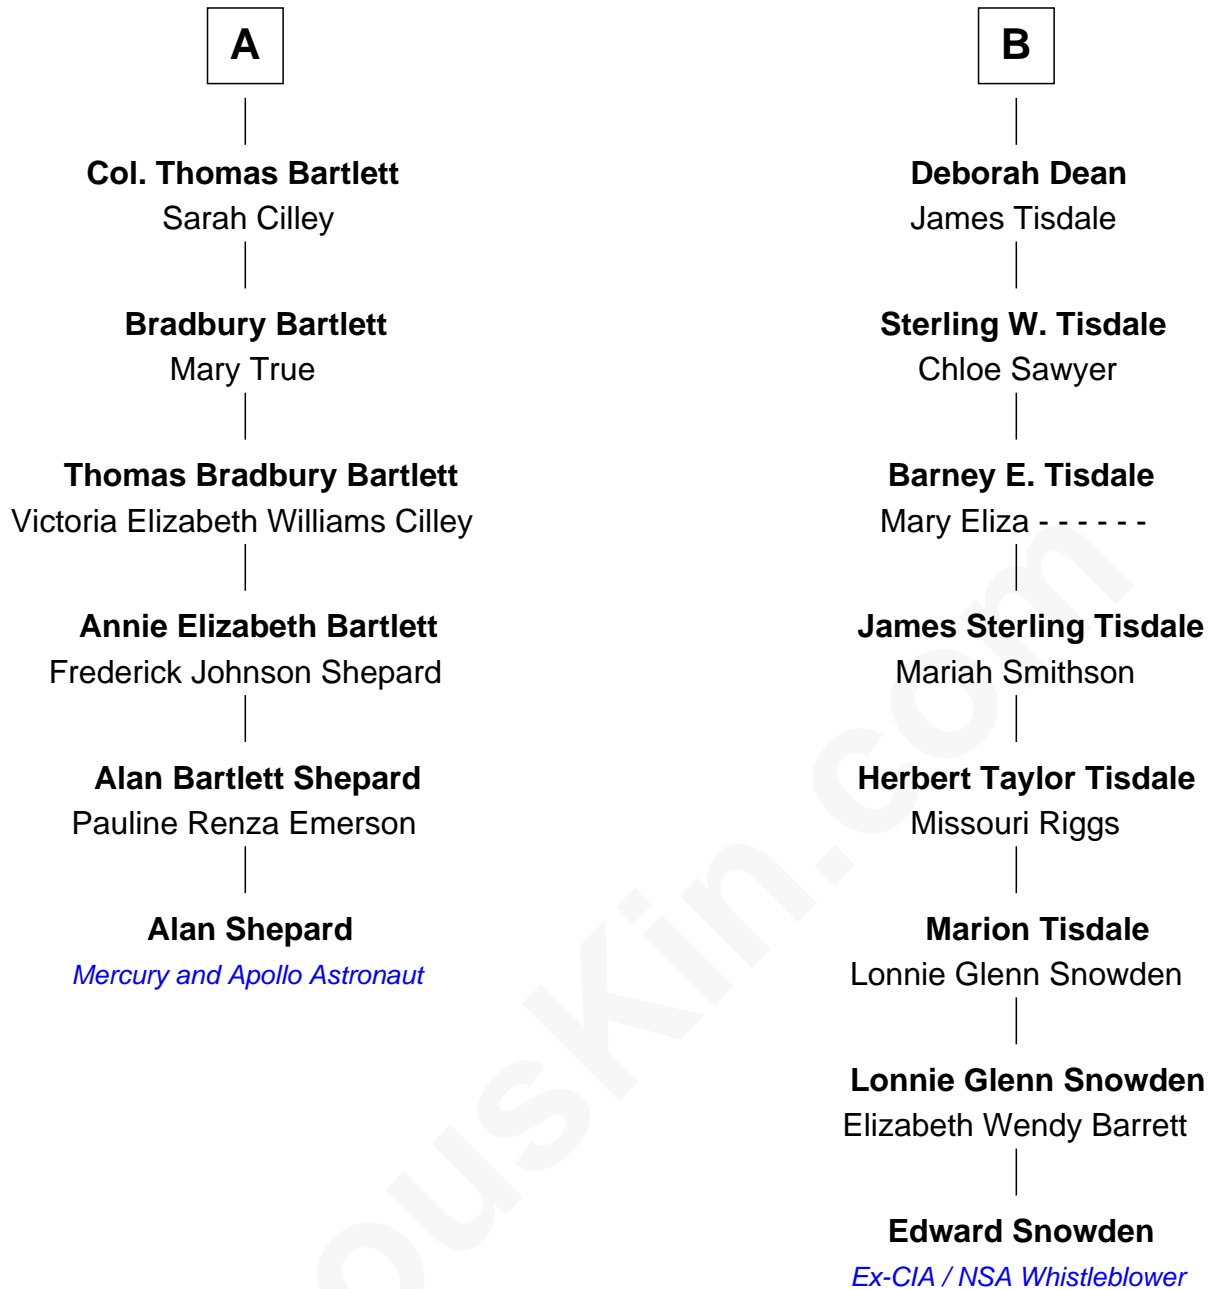 A
Col. Thomas Bartlett
Sarah Cilley
Bradbury Bartlett
Mary True
Thomas Bradbury Bartlett
Victoria Elizabeth Williams Cilley
Annie Elizabeth Bartlett
Frederick Johnson Shepard
Alan Bartlett Shepard
Pauline Renza Emerson
Alan Shepard
Mercury and Apollo Astronaut
B
Deborah Dean
James Tisdale
Sterling W. Tisdale
Chloe Sawyer
Barney E. Tisdale
Mary Eliza - - - - - -
James Sterling Tisdale
Mariah Smithson
Herbert Taylor Tisdale
Missouri Riggs
Marion Tisdale
Lonnie Glenn Snowden
Lonnie Glenn Snowden
Elizabeth Wendy Barrett
Edward Snowden
Ex-CIA / NSA Whistleblower
ousKin.com